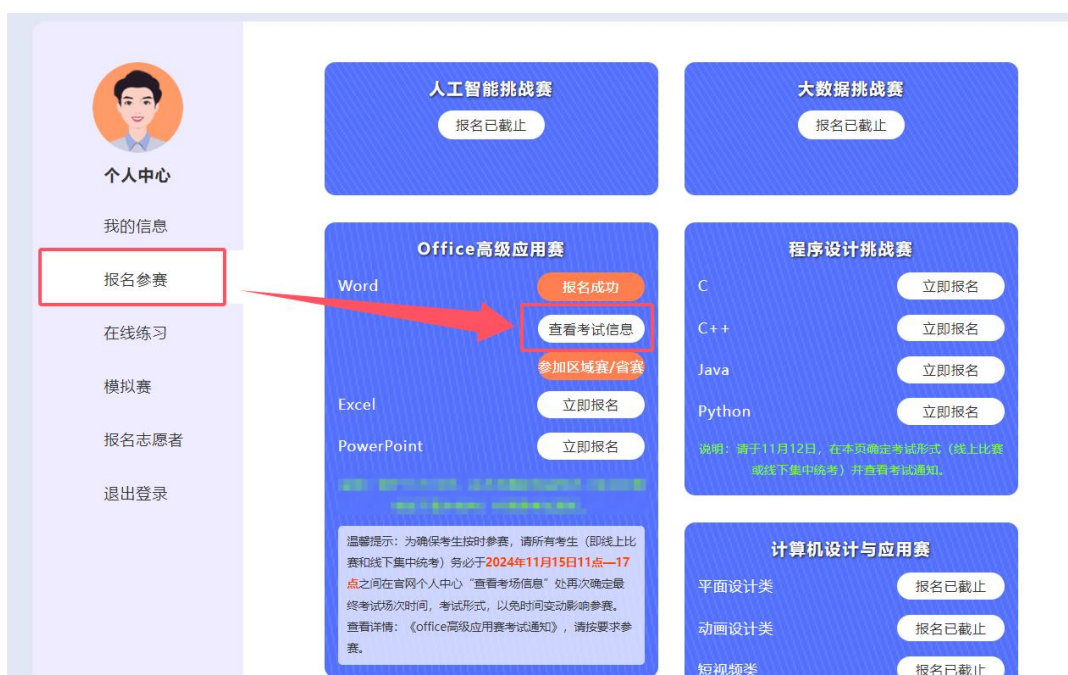 个人中心
我的信息
报名参赛
在线练习
模拟赛
报名志愿者
退出登录
人工智能挑战赛
报名已截止
大数据挑战赛
报名已截止
Office高级应用赛
Word 报名成功
查看考试信息
参加区域赛/省赛
Excel 立即报名
PowerPoint 立即报名
温馨提示：为确保考生按时参赛，请所有考生（即线上比
赛和线下集中统考）务必于2024年11月15日11点—17
点之间在官网个人中心“查看考场信息”处再次确定最
终考试场次时间，考试形式，以免时间变动影响参赛。
查看详情：《office高级应用赛考试通知》，请按要求参
赛。
程序设计挑战赛
C 立即报名
C++ 立即报名
Java 立即报名
Python 立即报名
说明：请于11月12日，在本页确定考试形式（线上比赛
或线下集中统考）并查看考试通知。
计算机设计与应用赛
平面设计类 报名已截止
动画设计类 报名已截止
短视频类 报名已截止